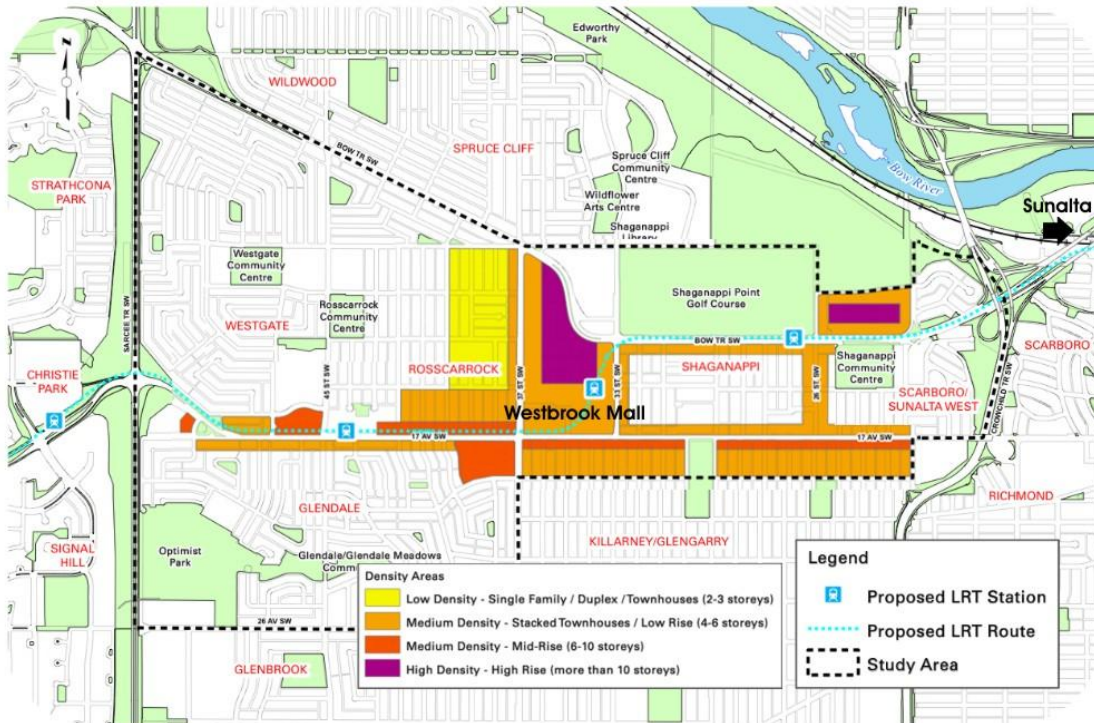 N
Edworthy
Park
WILDWOOD
BOW TR SW
SPRUCE CLIFF
Spruce Cliff
Community
Centre
Bow River
STRATHCONA
PARK
Wildflower
Arts Centre
Sunalta
Shaganappi
Library
Westgate
Community
Centre
Shaganappi Point
Golf Course
Rosscarrock
Community
Centre
SARCEE TR SW
WESTGATE
BOW TR SW
CHRISTIE
PARK
ROSSCARROCK
45 ST SW
37 ST SW
33 ST SW
SHAGANAPPI
26 ST SW
Shaganappi
Community
Centre
SCARBORO
SCARBORO/
SUNALTA WEST
CROWCHILD TR SW
Westbrook Mall
17 AV SW
17 AV SW
GLENDALE
RICHMOND
SIGNAL
HILL
Optimist
Park
KILLARNEY/GLENGARRY
Glendale/Glendale Meadows
26 AV SW
GLENBROOK
Density Areas
Low Density - Single Family / Duplex / Townhouses (2-3 storeys)
Medium Density - Stacked Townhouses / Low Rise (4-6 storeys)
Medium Density - Mid-Rise (6-10 storeys)
High Density - High Rise (more than 10 storeys)
Legend
Proposed LRT Station
Proposed LRT Route
Study Area